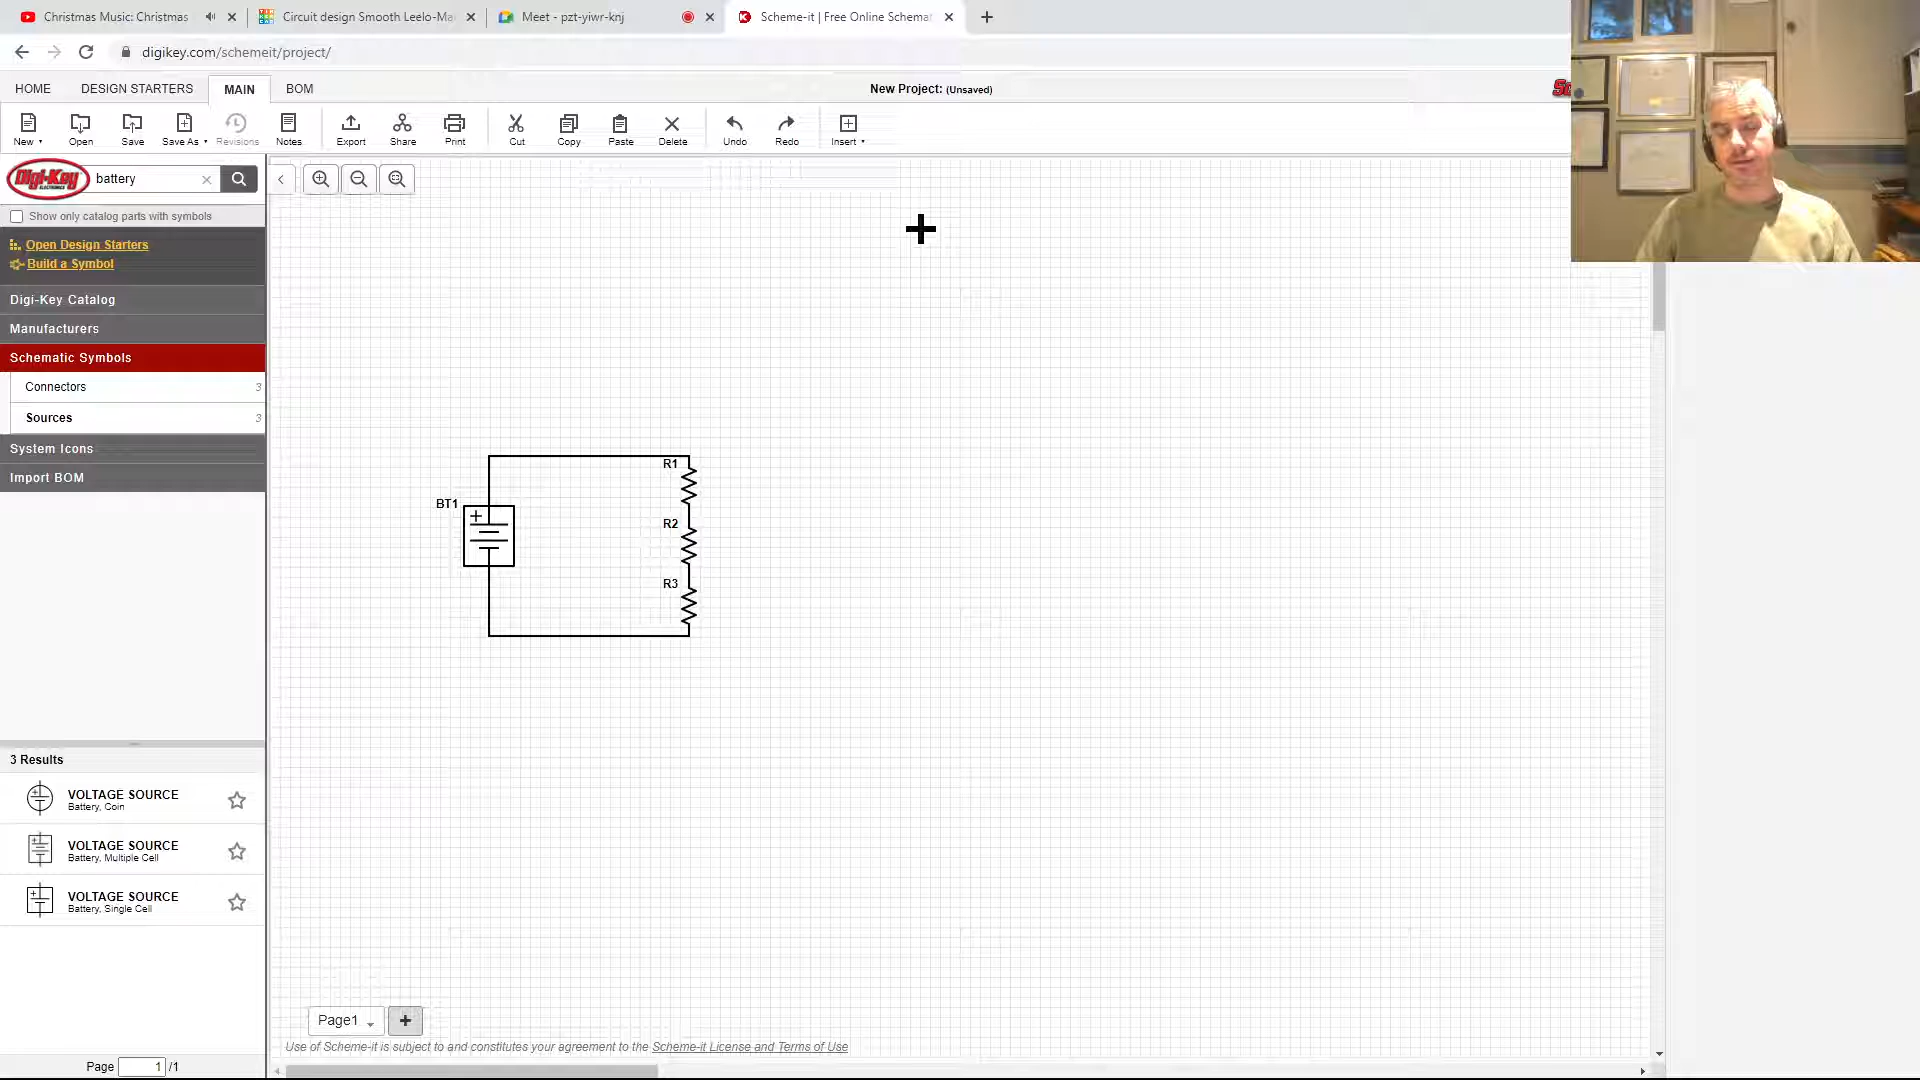 Christmas Music: Christmas
Circuit design Smooth Leelo-Ma
Meet - pzt-yiwr-knj
Scheme-it | Free Online Schemat
digikey.com/schemeit/project/
HOME
DESIGN STARTERS
MAIN
BOM
New Project: (Unsaved)
New
Open
Save
Save As
Revisions
Notes
Export
Share
Print
Cut
Copy
Paste
Delete
Undo
Redo
Insert
Digi-Key
ELECTRONICS
battery
Show only catalog parts with symbols
Open Design Starters
Build a Symbol
Digi-Key Catalog
Manufacturers
Schematic Symbols
Connectors 3
Sources 3
System Icons
Import BOM
R1
BT1
R2
R3
3 Results
VOLTAGE SOURCE
Battery, Coin
VOLTAGE SOURCE
Battery, Multiple Cell
VOLTAGE SOURCE
Battery, Single Cell
Page1
Use of Scheme-it is subject to and constitutes your agreement to the Scheme-it License and Terms of Use
Page 1 /1